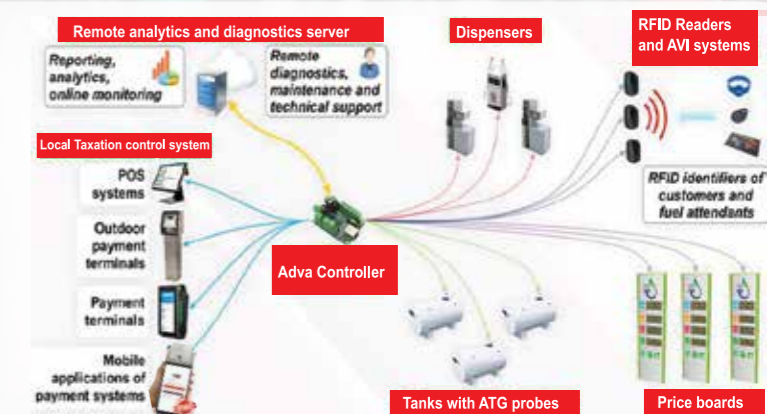 Remote analytics and diagnostics server
Reporting,
analytics,
online monitoring
Remote
diagnostics,
maintenance and
technical support
Dispensers
RFID Readers
and AVI systems
Local Taxation control system
POS
systems
Outdoor
payment
terminals
Payment
terminals
Mobile
applications of
payment systems
Adva Controller
RFID identifiers of
customers and
fuel attendants
Tanks with ATG probes
Price boards